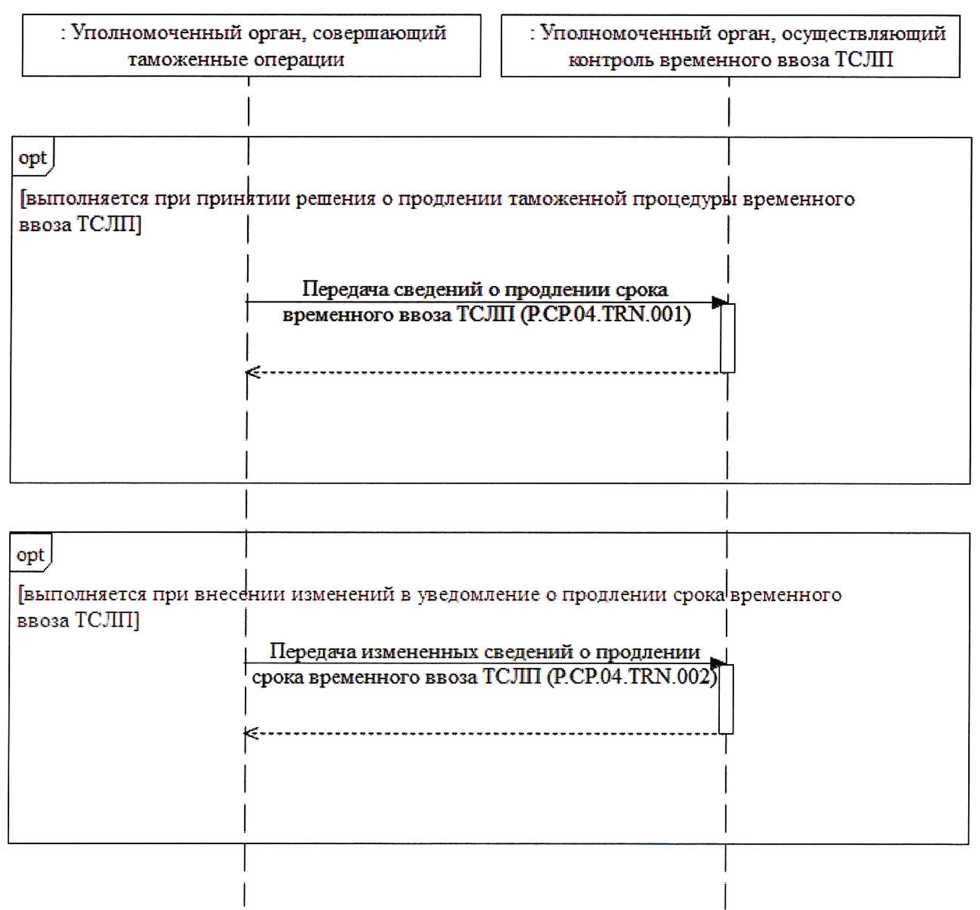 : Уполномоченный орган, совершающий
таможенные операции
: Уполномоченный орган, осуществляющий
контроль временного ввоза ТСЛП
opt
[выполняется при принятии решения о продлении таможенной процедуры временного
ввоза ТСЛП]
Передача сведений о продлении срока
временного ввоза ТСЛП (P.CP.04.TRN.001)
opt
[выполняется при внесении изменений в уведомление о продлении срока временного
ввоза ТСЛП]
Передача измененных сведений о продлении
срока временного ввоза ТСЛП (P.CP.04.TRN.002)